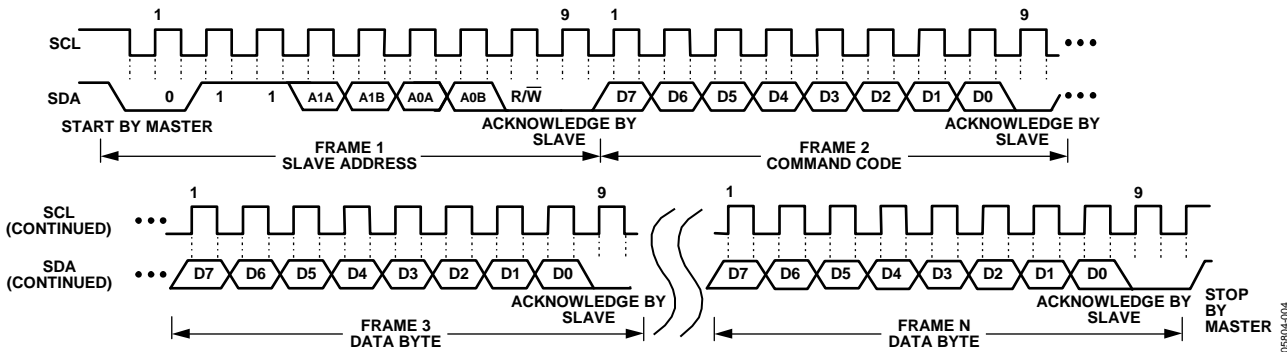 1 9 1 9
SCL
SDA 0 1 1 A1A A1B A0A A0B R/W̅ D7 D6 D5 D4 D3 D2 D1 D0
START BY MASTER
ACKNOWLEDGE BY
SLAVE
ACKNOWLEDGE BY
SLAVE
FRAME 1
SLAVE ADDRESS
FRAME 2
COMMAND CODE
1 9 1 9
SCL
(CONTINUED)
SDA
(CONTINUED)
D7 D6 D5 D4 D3 D2 D1 D0
D7 D6 D5 D4 D3 D2 D1 D0
ACKNOWLEDGE BY
SLAVE
ACKNOWLEDGE BY
SLAVE
STOP
BY
MASTER
FRAME 3
DATA BYTE
FRAME N
DATA BYTE
05804-004